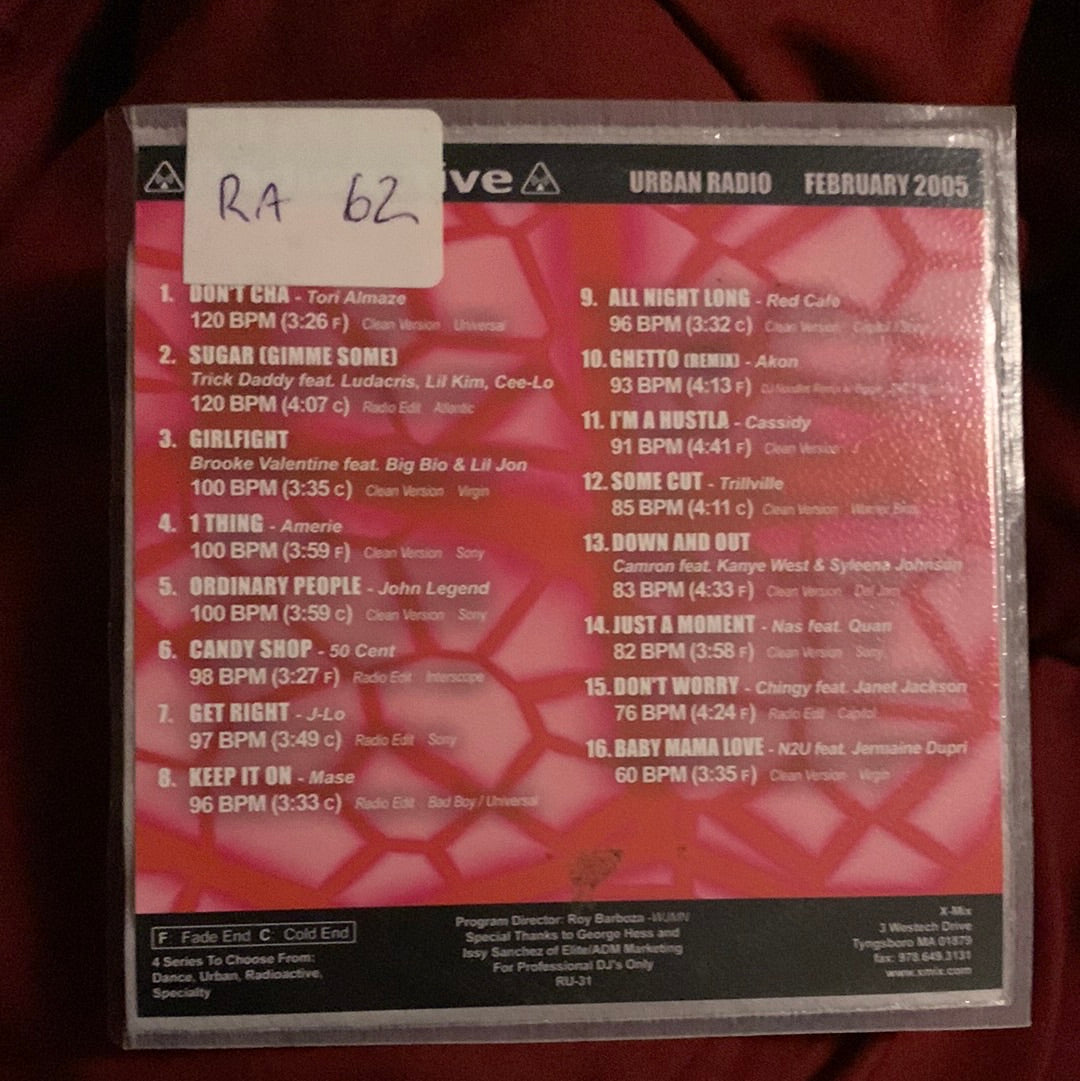 RA 62
ive
URBAN RADIO FEBRUARY 2005
1. DON'T CHA - Tori Almaze
120 BPM (3:26 F) Clean Version Universal
2. SUGAR (GIMME SOME)
Trick Daddy feat. Ludacris, Lil Kim, Cee-Lo
120 BPM (4:07 C) Radio Edit Atlantic
3. GIRLFIGHT
Brooke Valentine feat. Big Bio & Lil Jon
100 BPM (3:35 C) Clean Version Virgin
4. 1 THING - Amerie
100 BPM (3:59 F) Clean Version Sony
5. ORDINARY PEOPLE - John Legend
100 BPM (3:59 C) Clean Version Sony
6. CANDY SHOP - 50 Cent
98 BPM (3:27 F) Radio Edit Interscope
7. GET RIGHT - J-Lo
97 BPM (3:49 C) Radio Edit Sony
8. KEEP IT ON - Mase
96 BPM (3:33 C) Radio Edit Bad Boy / Universal
9. ALL NIGHT LONG - Red Cafe
96 BPM (3:32 C) Clean Version Capitol
10. GHETTO (REMIX) - Akon
93 BPM (4:13 F)
11. I'M A HUSTLA - Cassidy
91 BPM (4:41 F) Clean Version J
12. SOME CUT - Trillville
85 BPM (4:11 C) Clean Version Warner Bros.
13. DOWN AND OUT
Camron feat. Kanye West & Syleena Johnson
83 BPM (4:33 F) Clean Version Def Jam
14. JUST A MOMENT - Nas feat. Quan
82 BPM (3:58 F) Clean Version Sony
15. DON'T WORRY - Chingy feat. Janet Jackson
76 BPM (4:24 F) Radio Edit Capitol
16. BABY MAMA LOVE - N2U feat. Jermaine Dupri
60 BPM (3:35 F) Clean Version Virgin
F: Fade End C: Cold End
4 Series To Choose From:
Dance, Urban, Radioactive,
Specialty
Program Director: Roy Barboza -WJMN
Special Thanks to George Hess and
Issy Sanchez of Elite/ADM Marketing
For Professional DJ's Only
RU-31
X-Mix
3 Westech Drive
Tyngsboro MA 01879
fax: 978.649.3131
www.xmix.com